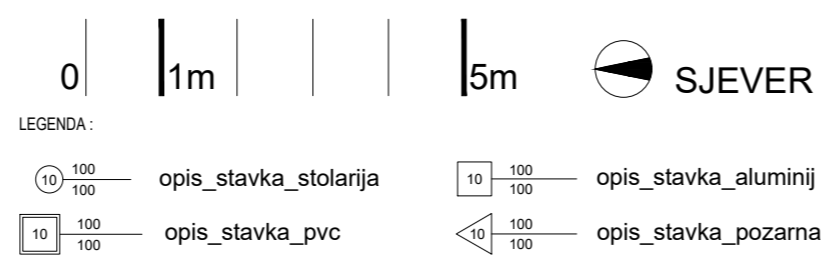 0 1m 5m SJEVER
LEGENDA :
10 100 100 opis_stavka_stolarija
10 100 100 opis_stavka_aluminij
10 100 100 opis_stavka_pvc
10 100 100 opis_stavka_pozarna